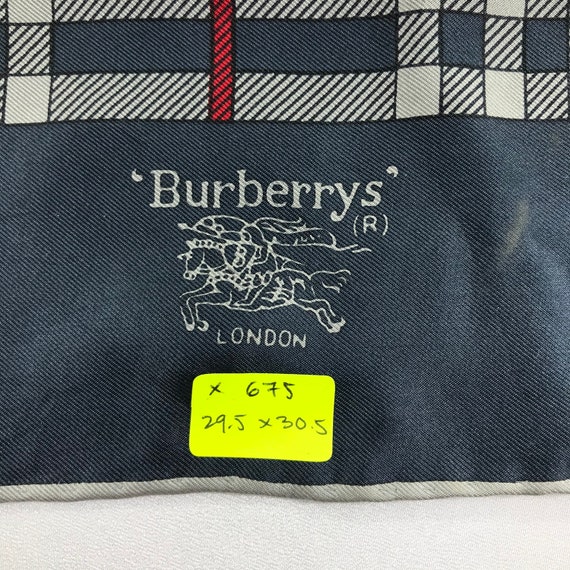 'Burberrys'
(R)
B
LONDON
x 675
29.5 x 30.5